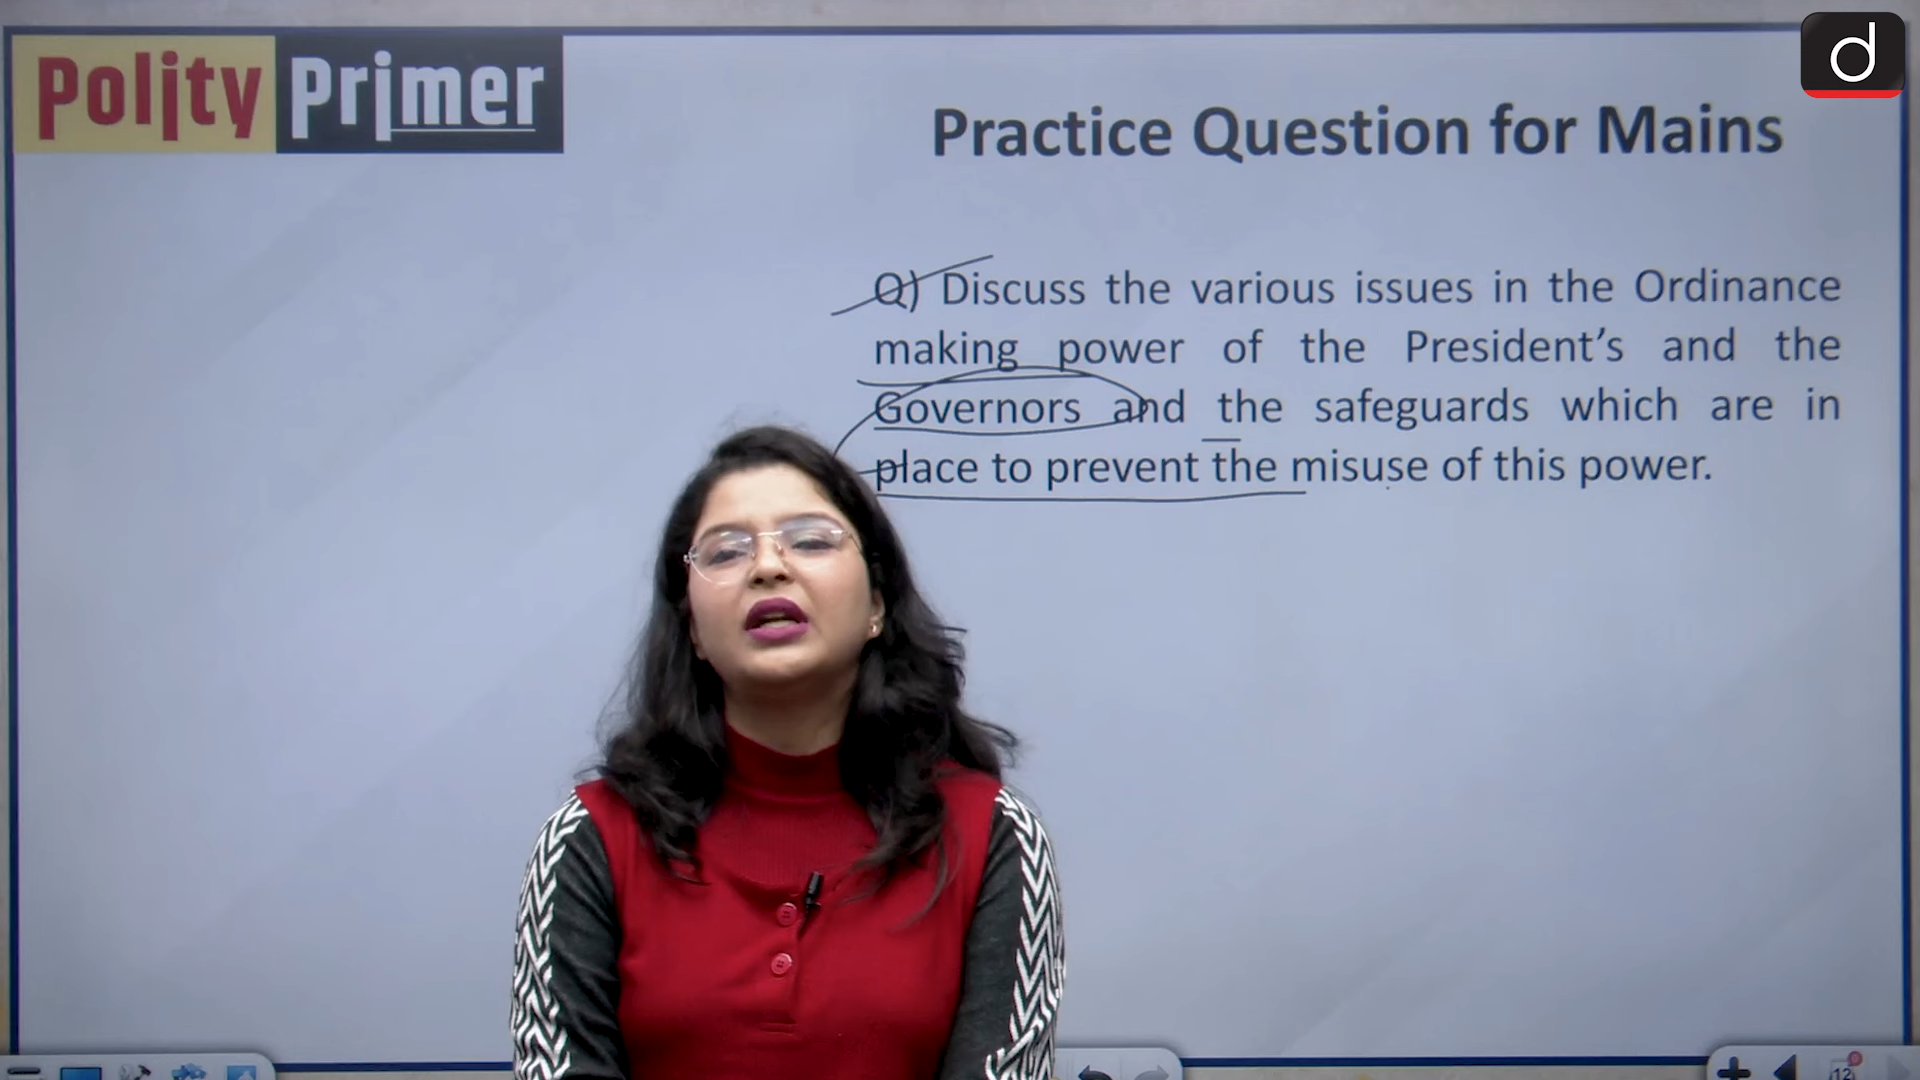 Polity Primer
d
Practice Question for Mains
Q) Discuss the various issues in the Ordinance
making power of the President’s and the
Governors and the safeguards which are in
place to prevent the misuse of this power.
12